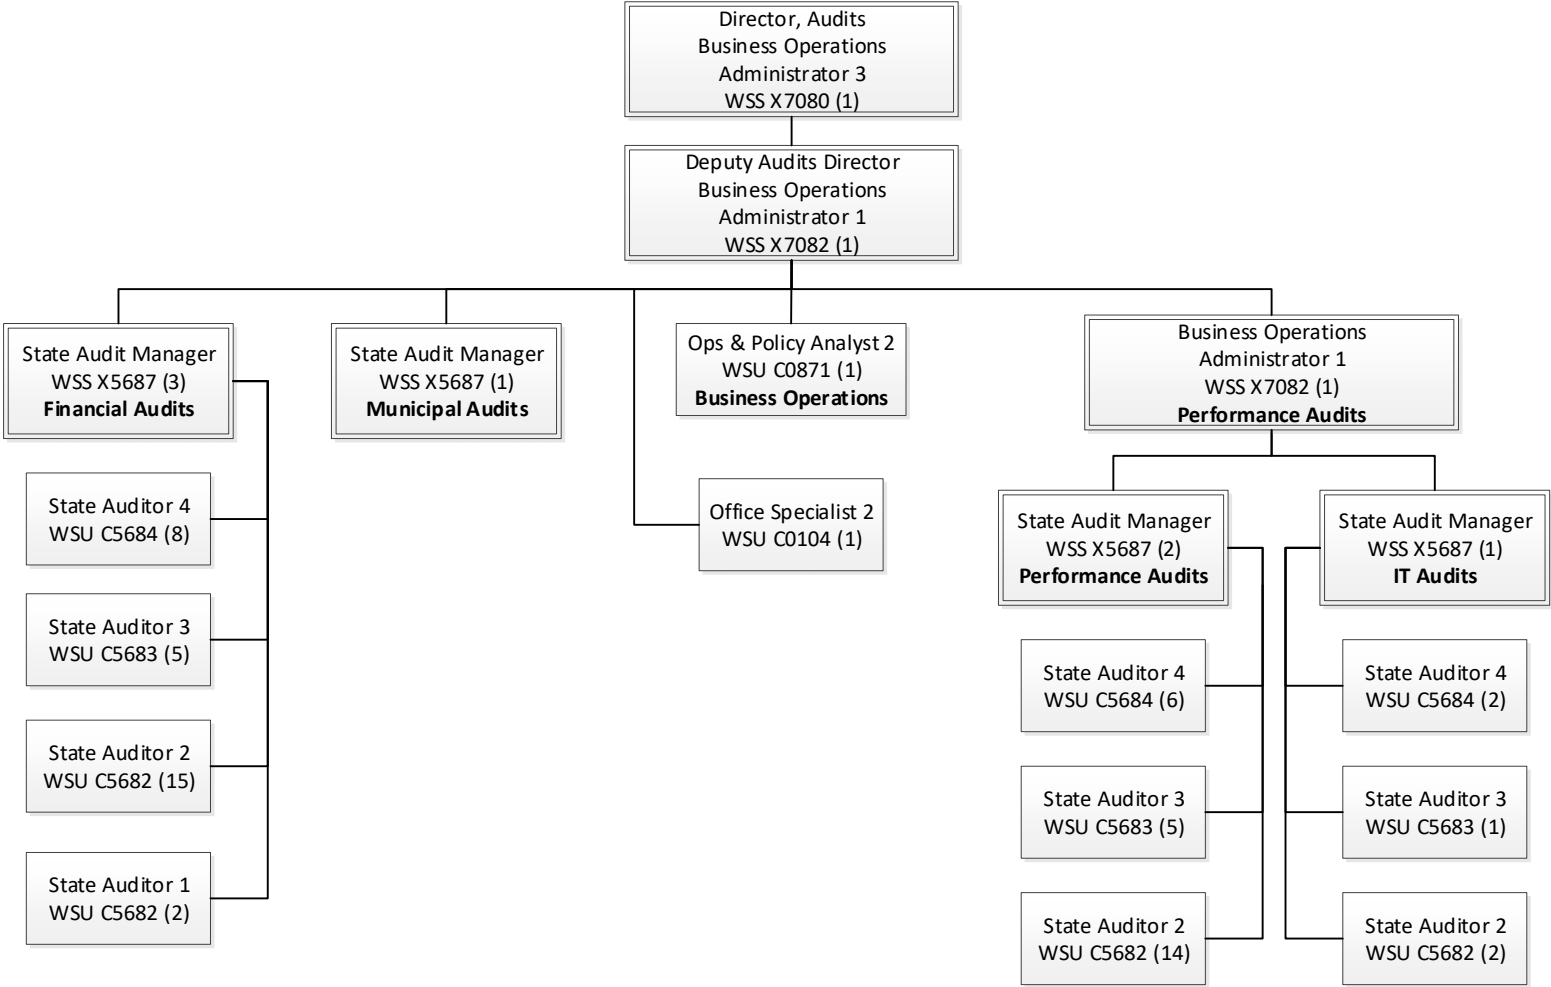 Director, Audits
Business Operations
Administrator 3
WSS X7080 (1)
Deputy Audits Director
Business Operations
Administrator 1
WSS X7082 (1)
State Audit Manager
WSS X5687 (3)
Financial Audits
State Audit Manager
WSS X5687 (1)
Municipal Audits
Ops & Policy Analyst 2
WSU C0871 (1)
Business Operations
Business Operations
Administrator 1
WSS X7082 (1)
Performance Audits
State Auditor 4
WSU C5684 (8)
State Auditor 3
WSU C5683 (5)
State Auditor 2
WSU C5682 (15)
State Auditor 1
WSU C5682 (2)
Office Specialist 2
WSU C0104 (1)
State Audit Manager
WSS X5687 (2)
Performance Audits
State Auditor 4
WSU C5684 (6)
State Auditor 3
WSU C5683 (5)
State Auditor 2
WSU C5682 (14)
State Audit Manager
WSS X5687 (1)
IT Audits
State Auditor 4
WSU C5684 (2)
State Auditor 3
WSU C5683 (1)
State Auditor 2
WSU C5682 (2)